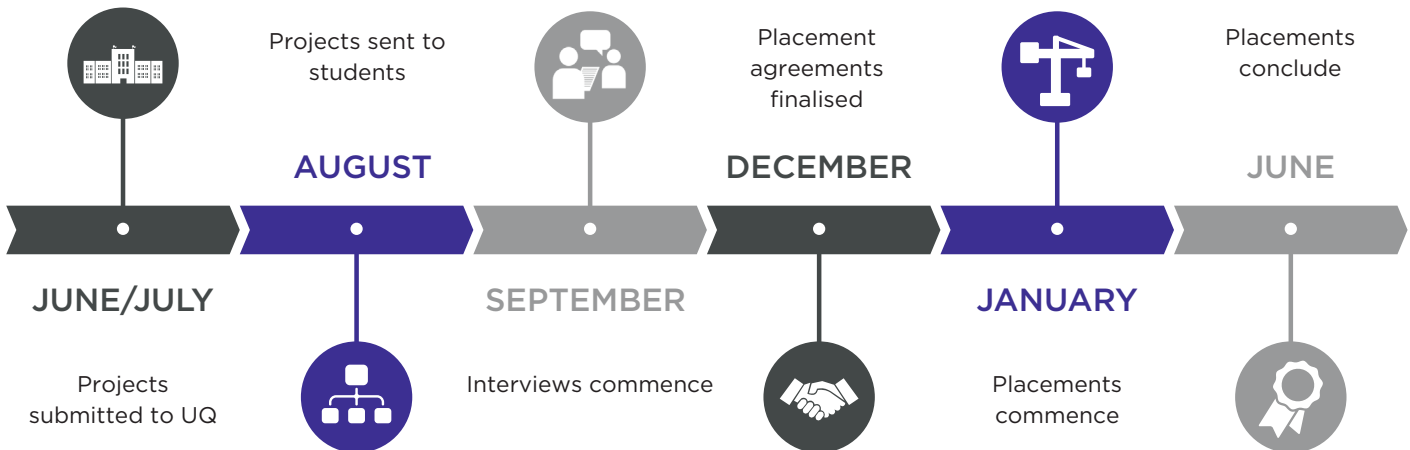 JUNE/JULY
Projects
submitted to UQ
Projects sent to
students
AUGUST
SEPTEMBER
Interviews commence
Placement
agreements
finalised
DECEMBER
JANUARY
Placements
commence
Placements
conclude
JUNE